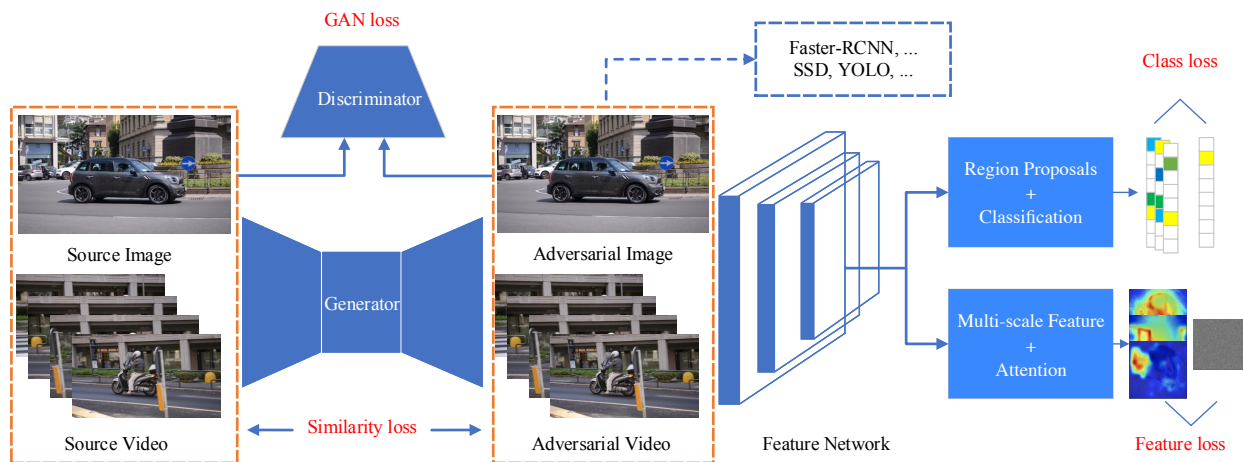 GAN loss
Discriminator
Faster-RCNN, ...
SSD, YOLO, ...
Class loss
Source Image
Adversarial Image
Region Proposals
+
Classification
Generator
Multi-scale Feature
+
Attention
Source Video
Similarity loss
Adversarial Video
Feature Network
Feature loss